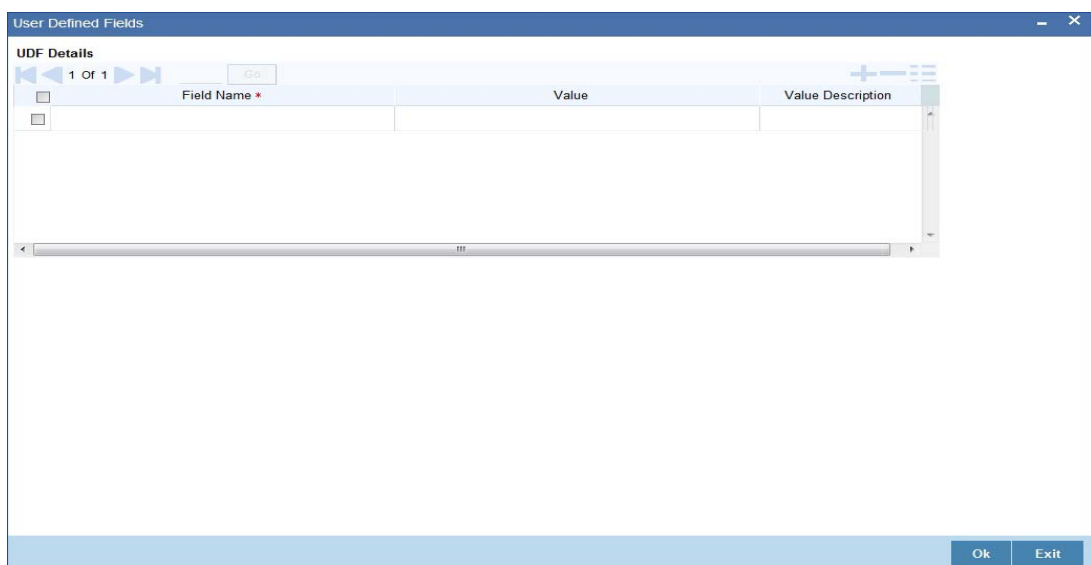 User Defined Fields
UDF Details
1 Of 1
Go
Field Name *
Value
Value Description
Ok
Exit